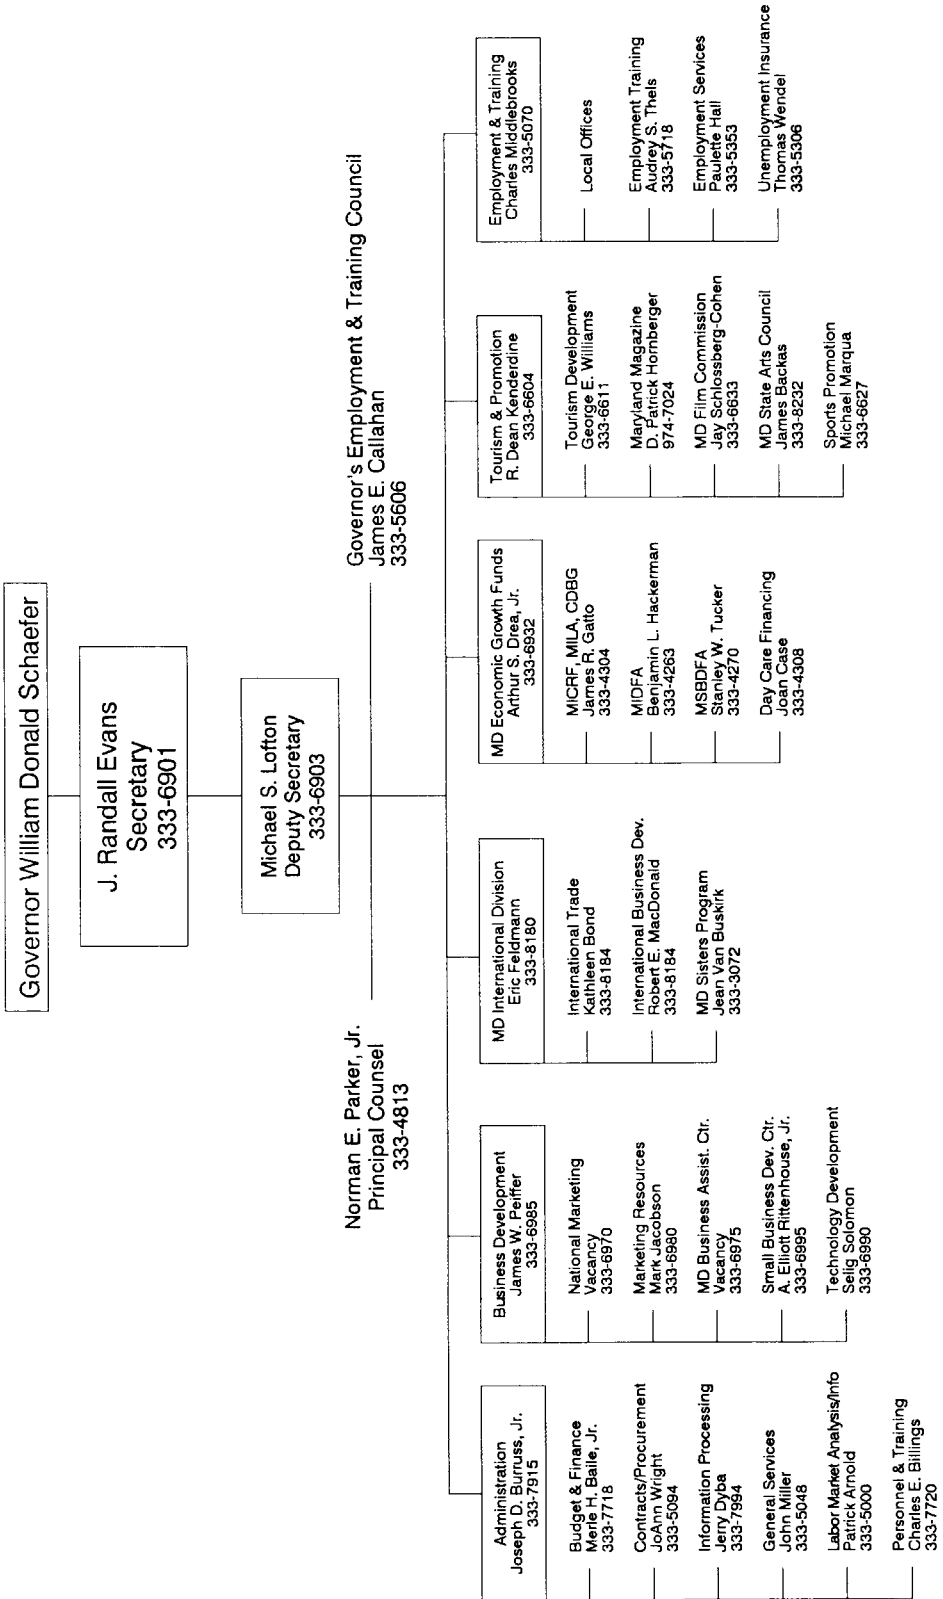 Governor William Donald Schaefer
J. Randall Evans
Secretary
333-6901
Michael S. Lofton
Deputy Secretary
333-6903
Norman E. Parker, Jr.
Principal Counsel
333-4813
Governor's Employment & Training Council
James E. Callahan
333-5606
Administration
Joseph D. Burruss, Jr.
333-7915
Budget & Finance
Merle H. Baile, Jr.
333-7718
Contracts/Procurement
JoAnn Wright
333-5094
Information Processing
Jerry Dyba
333-7994
General Services
John Miller
333-5048
Labor Market Analysis/Info
Patrick Arnold
333-5000
Personnel & Training
Charles E. Billings
333-7720
Business Development
James W. Peiffer
333-6985
National Marketing
Vacancy
333-6970
Marketing Resources
Mark Jacobson
333-6980
MD Business Assist. Ctr.
Vacancy
333-6975
Small Business Dev. Ctr.
A. Elliott Rittenhouse, Jr.
333-6995
Technology Development
Selig Solomon
333-6990
MD International Division
Eric Feldmann
333-8180
International Trade
Kathleen Bond
333-8184
International Business Dev.
Robert E. MacDonald
333-8184
MD Sisters Program
Jean Van Buskirk
333-3072
MD Economic Growth Funds
Arthur S. Drea, Jr.
333-6932
MICRF, MILA, CDBG
James R. Gatto
333-4304
MIDFA
Benjamin L. Hackerman
333-4263
MSBDFA
Stanley W. Tucker
333-4270
Day Care Financing
Joan Case
333-4308
Tourism & Promotion
R. Dean Kenderdine
333-6604
Tourism Development
George E. Williams
333-6611
Maryland Magazine
D. Patrick Hornberger
974-7024
MD Film Commission
Jay Schlossberg-Cohen
333-6633
MD State Arts Council
James Backas
333-8232
Sports Promotion
Michael Marqua
333-6627
Employment & Training
Charles Middlebrooks
333-5070
Local Offices
Employment Training
Audrey S. Theis
333-5718
Employment Services
Paulette Hall
333-5353
Unemployment Insurance
Thomas Wendel
333-5306